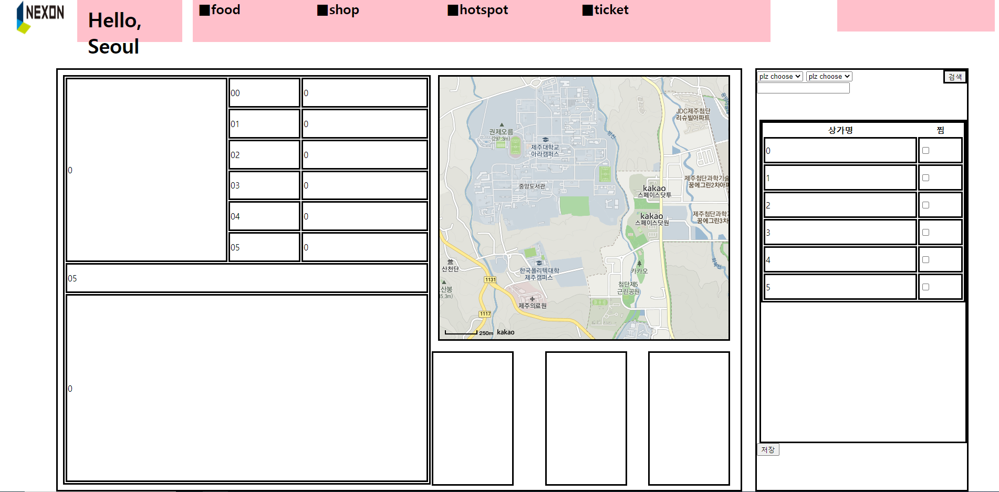 NEXON
Hello,
Seoul
■food
■shop
■hotspot
■ticket
0
00
0
01
0
02
0
03
0
04
0
05
0
05
0
권제오름
(297.3m)
제주대학교
아라캠퍼스
중앙도서관
방천
JDC제주첨단
리슈빌아파트
제주첨단과학기술
꿈에그린2차아파
kakao
스페이스닷투
kakao
스페이스닷원
제주첨단과학기
꿈에그린3차
산천단
한국폴리텍대학
제주캠퍼스
카카오
1131
산봉
5.3m)
첨단제5
근린공원
제주의료원
1117
250m
kakao
plz choose
plz choose
검색
상가명
찜
0
1
2
3
4
5
저장